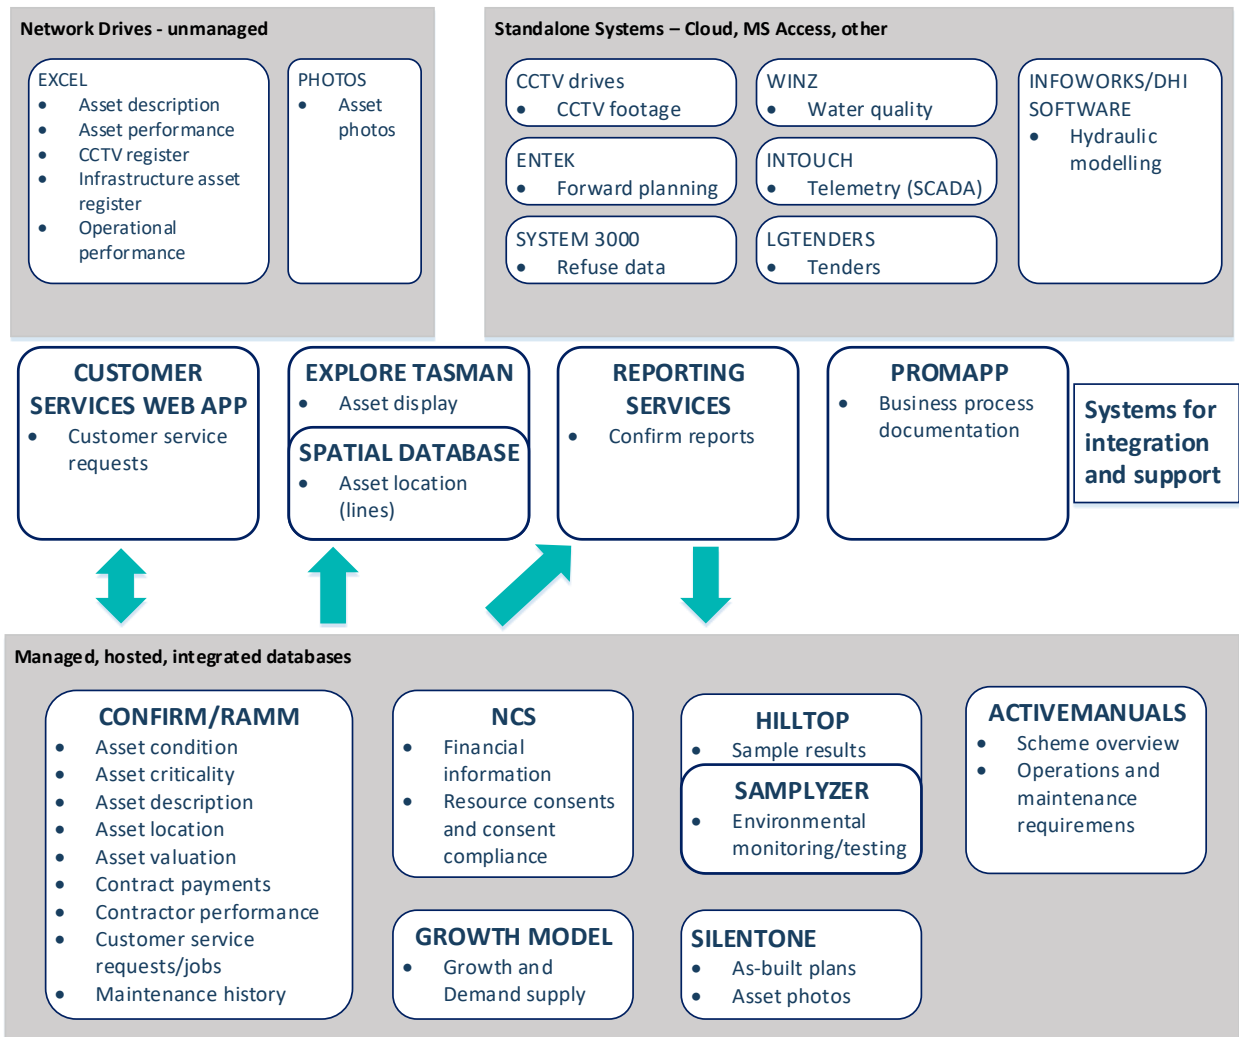 Network Drives - unmanaged
EXCEL
• Asset description
• Asset performance
• CCTV register
• Infrastructure asset
register
• Operational
performance
PHOTOS
• Asset
photos
Standalone Systems – Cloud, MS Access, other
CCTV drives
• CCTV footage
WINZ
• Water quality
INFOWORKS/DHI
SOFTWARE
• Hydraulic
modelling
ENTEK
• Forward planning
INTOUCH
• Telemetry (SCADA)
SYSTEM 3000
• Refuse data
LGTENDERS
• Tenders
CUSTOMER
SERVICES WEB APP
• Customer service
requests
EXPLORE TASMAN
• Asset display
SPATIAL DATABASE
• Asset location
(lines)
REPORTING
SERVICES
• Confirm reports
PROMAPP
• Business process
documentation
Systems for
integration
and support
Managed, hosted, integrated databases
CONFIRM/RAMM
• Asset condition
• Asset criticality
• Asset description
• Asset location
• Asset valuation
• Contract payments
• Contractor performance
• Customer service
requests/jobs
• Maintenance history
NCS
• Financial
information
• Resource consents
and consent
compliance
HILLTOP
• Sample results
SAMPLYZER
• Environmental
monitoring/testing
ACTIVEMANUALS
• Scheme overview
• Operations and
maintenance
requiremens
GROWTH MODEL
• Growth and
Demand supply
SILENTONE
• As-built plans
• Asset photos